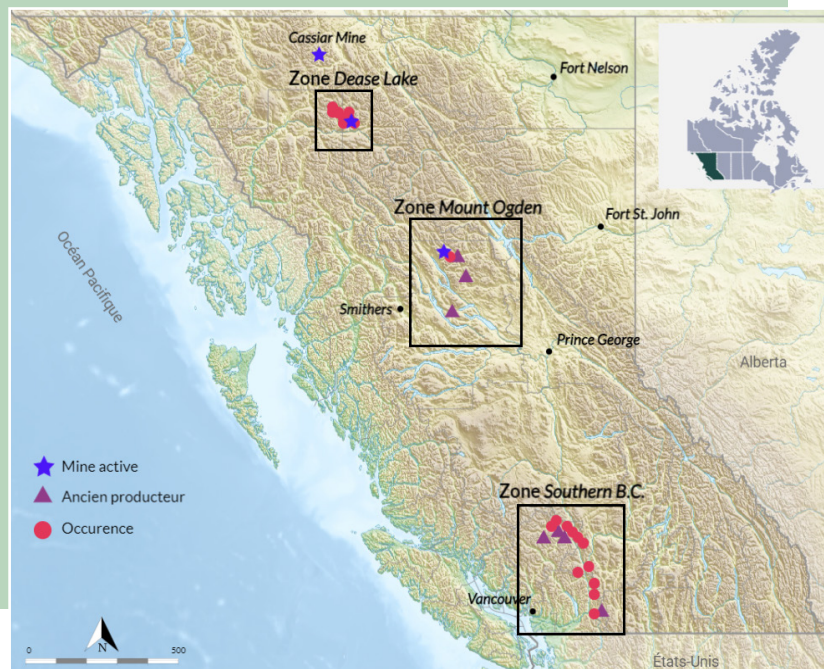 Cassiar Mine
Zone Dease Lake
Fort Nelson
Zone Mount Ogden
Fort St. John
Océan Pacifique
Smithers
Prince George
Alberta
Mine active
Ancien producteur
Occurence
Zone Southern B.C.
Vancouver
N
0 500
États-Unis